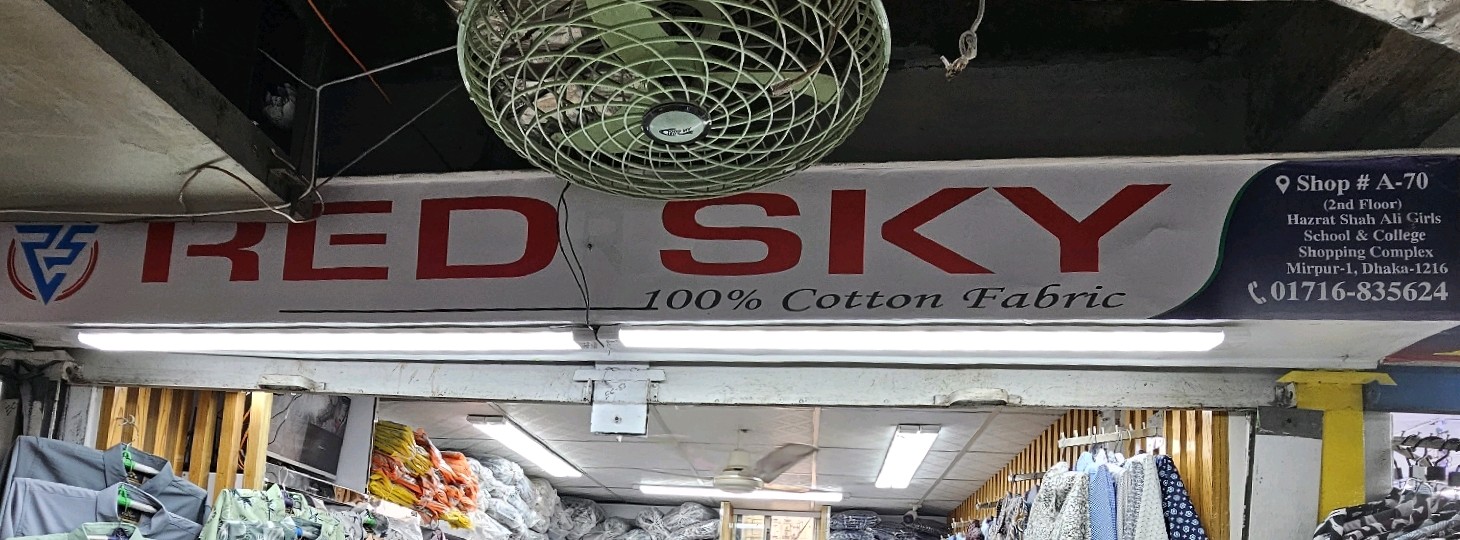 RED SKY
100% Cotton Fabric
Shop # A-70
(2nd Floor)
Hazrat Shah Ali Girls
School & College
Shopping Complex
Mirpur-1, Dhaka-1216
01716-835624